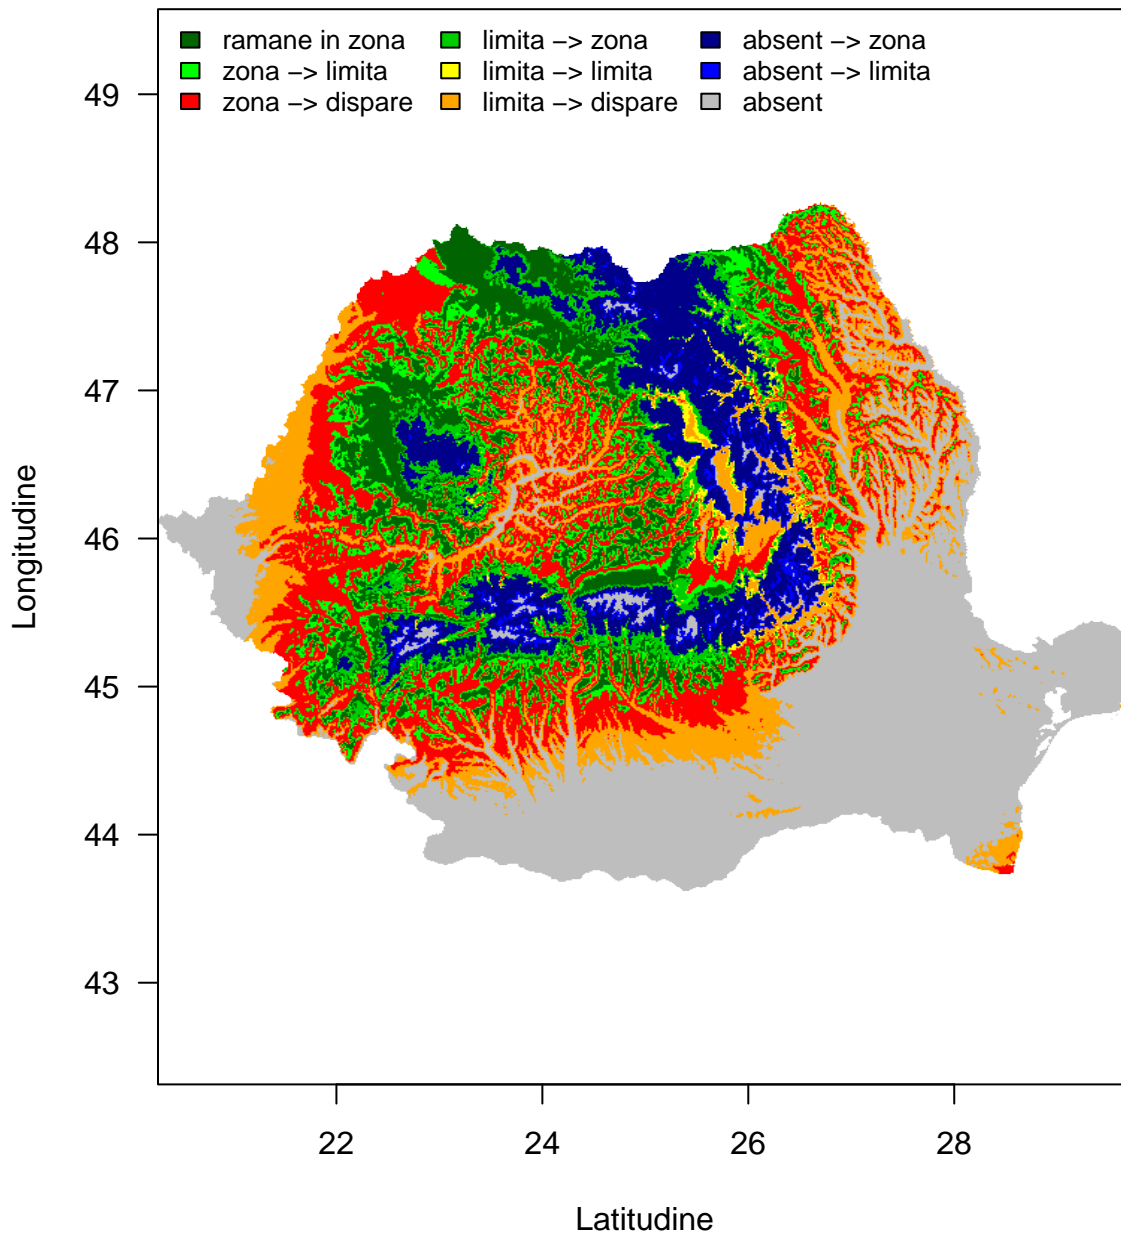 ramane in zona
limita -> zona
absent -> zona
zona -> limita
limita -> limita
absent -> limita
zona -> dispare
limita -> dispare
absent
49
48
47
46
45
44
43
Longitudine
22
24
26
28
Latitudine